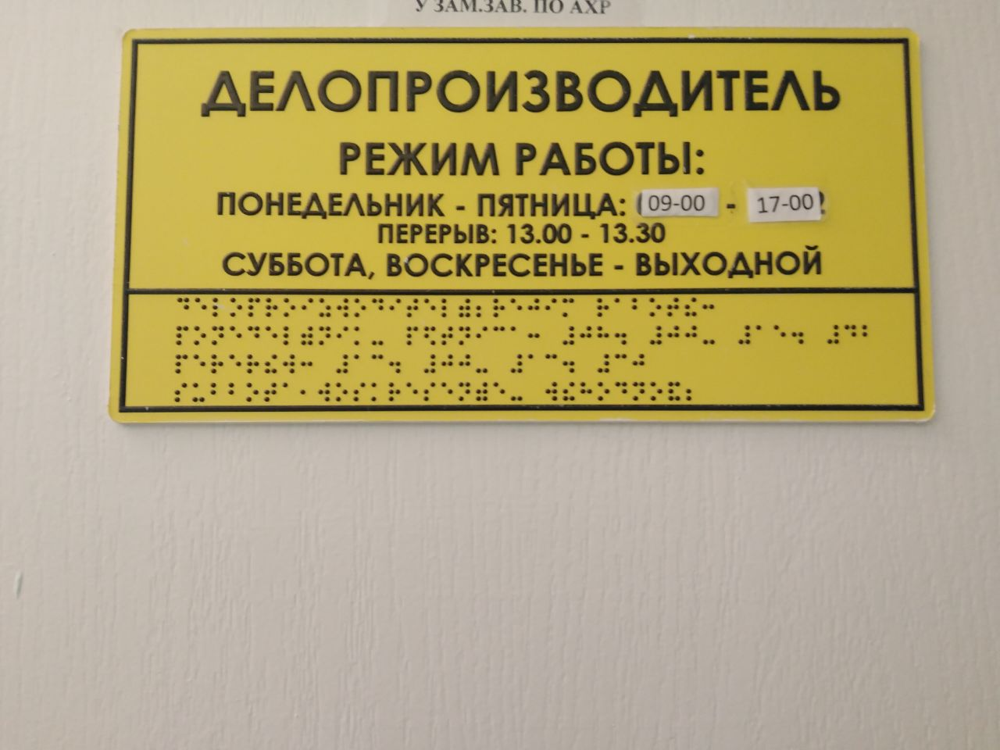 У ЗАМ.ЗАВ. ПО АХР
ДЕЛОПРОИЗВОДИТЕЛЬ
РЕЖИМ РАБОТЫ:
ПОНЕДЕЛЬНИК - ПЯТНИЦА: 09-00 - 17-00
ПЕРЕРЫВ: 13.00 - 13.30
СУББОТА, ВОСКРЕСЕНЬЕ - ВЫХОДНОЙ